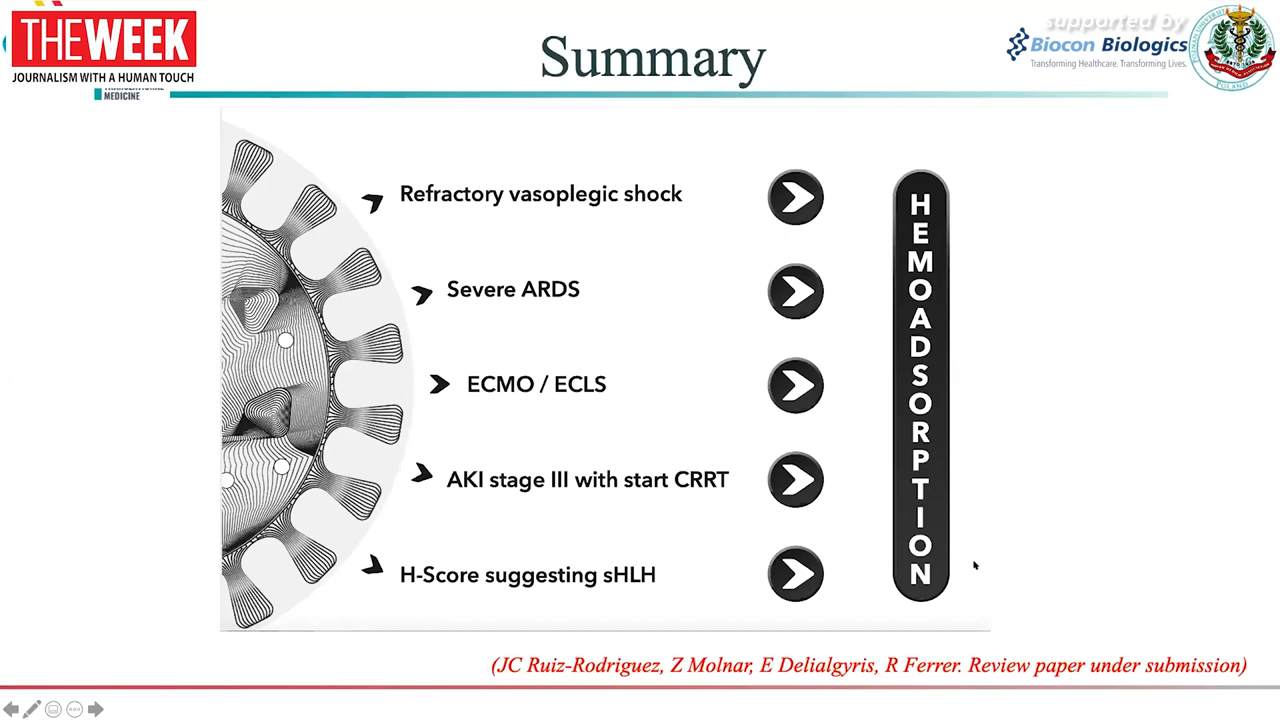 THE WEEK
JOURNALISM WITH A HUMAN TOUCH
MEDICINE
Summary
supported by
Biocon Biologics
Transforming Healthcare. Transforming Lives.
POLAND
Refractory vasoplegic shock
Severe ARDS
ECMO / ECLS
AKI stage III with start CRRT
H-Score suggesting sHLH
HEMOADSORPTION
(JC Ruiz-Rodriguez, Z Molnar, E Delialgyris, R Ferrer. Review paper under submission)